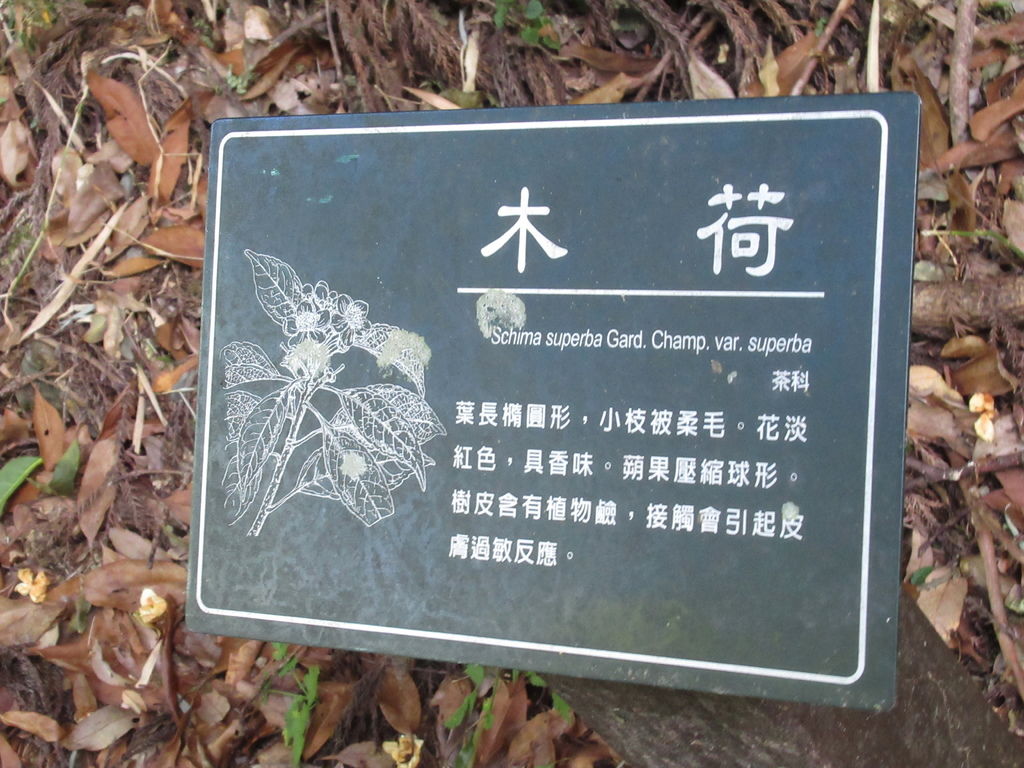 木荷
Schima superba Gard. Champ. var. superba
茶科
葉長橢圓形，小枝被柔毛。花淡
紅色，具香味。蒴果壓縮球形。
樹皮含有植物鹼，接觸會引起皮
膚過敏反應。